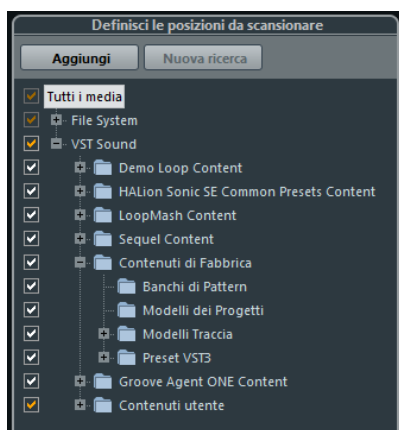 Definisci le posizioni da scansionare
Aggiungi Nuova ricerca
Tutti i media
File System
VST Sound
Demo Loop Content
HALion Sonic SE Common Presets Content
LoopMash Content
Sequel Content
Contenuti di Fabbrica
Banchi di Pattern
Modelli dei Progetti
Modelli Traccia
Preset VST3
Groove Agent ONE Content
Contenuti utente